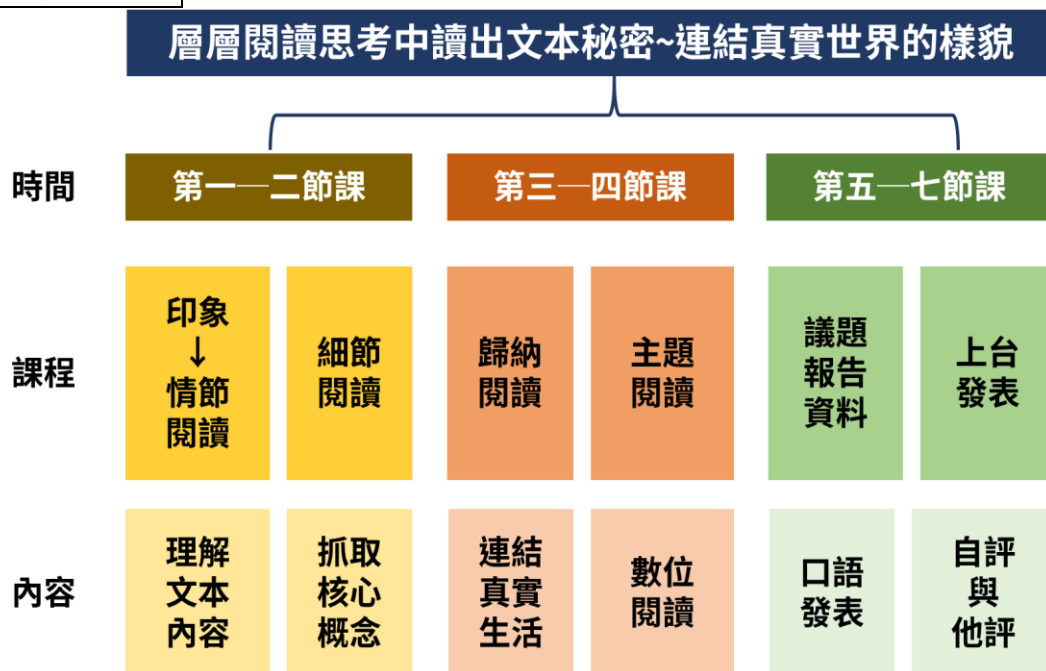 層層閱讀思考中讀出文本秘密~連結真實世界的樣貌
時間
第一—二節課
第三—四節課
第五—七節課
課程
印象
↓
情節
閱讀
細節
閱讀
歸納
閱讀
主題
閱讀
議題
報告
資料
上台
發表
內容
理解
文本
內容
抓取
核心
概念
連結
真實
生活
數位
閱讀
口語
發表
自評
與
他評